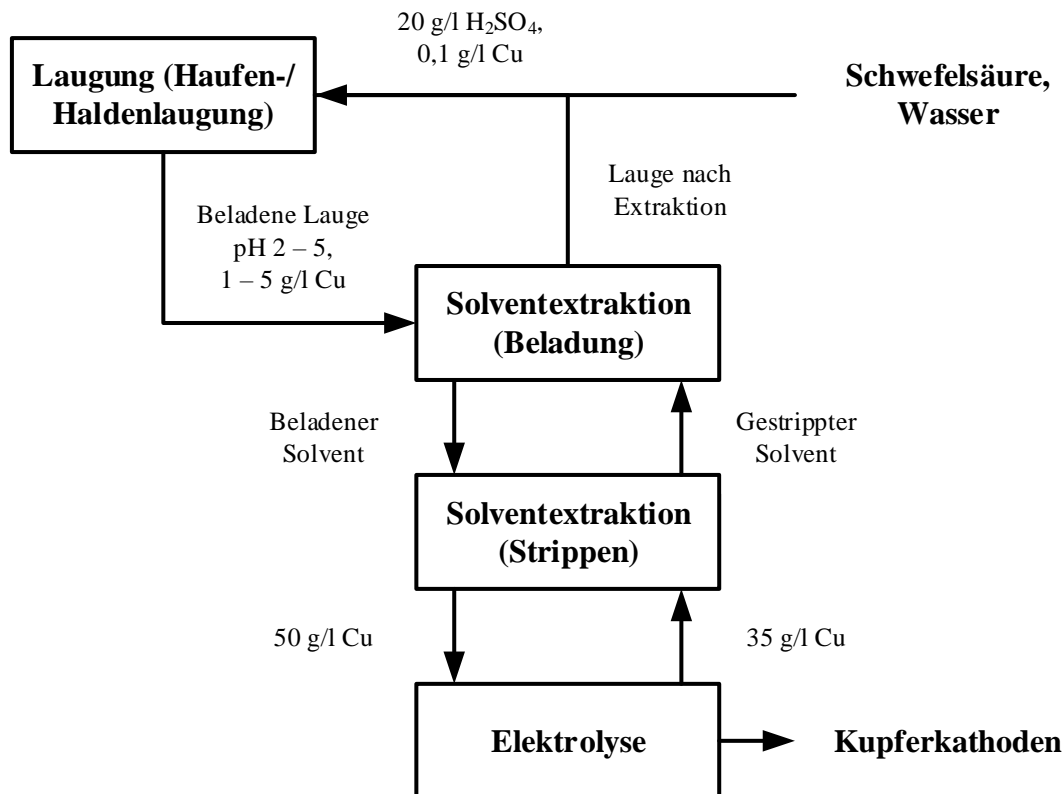 20 g/l H₂SO₄,
0,1 g/l Cu
Laugung (Haufen-/
Haldenlaugung)
Schwefelsäure,
Wasser
Lauge nach
Extraktion
Beladene Lauge
pH 2 – 5,
1 – 5 g/l Cu
Solventextraktion
(Beladung)
Beladener
Solvent
Gestrippter
Solvent
Solventextraktion
(Strippen)
50 g/l Cu
35 g/l Cu
Elektrolyse
Kupferkathoden